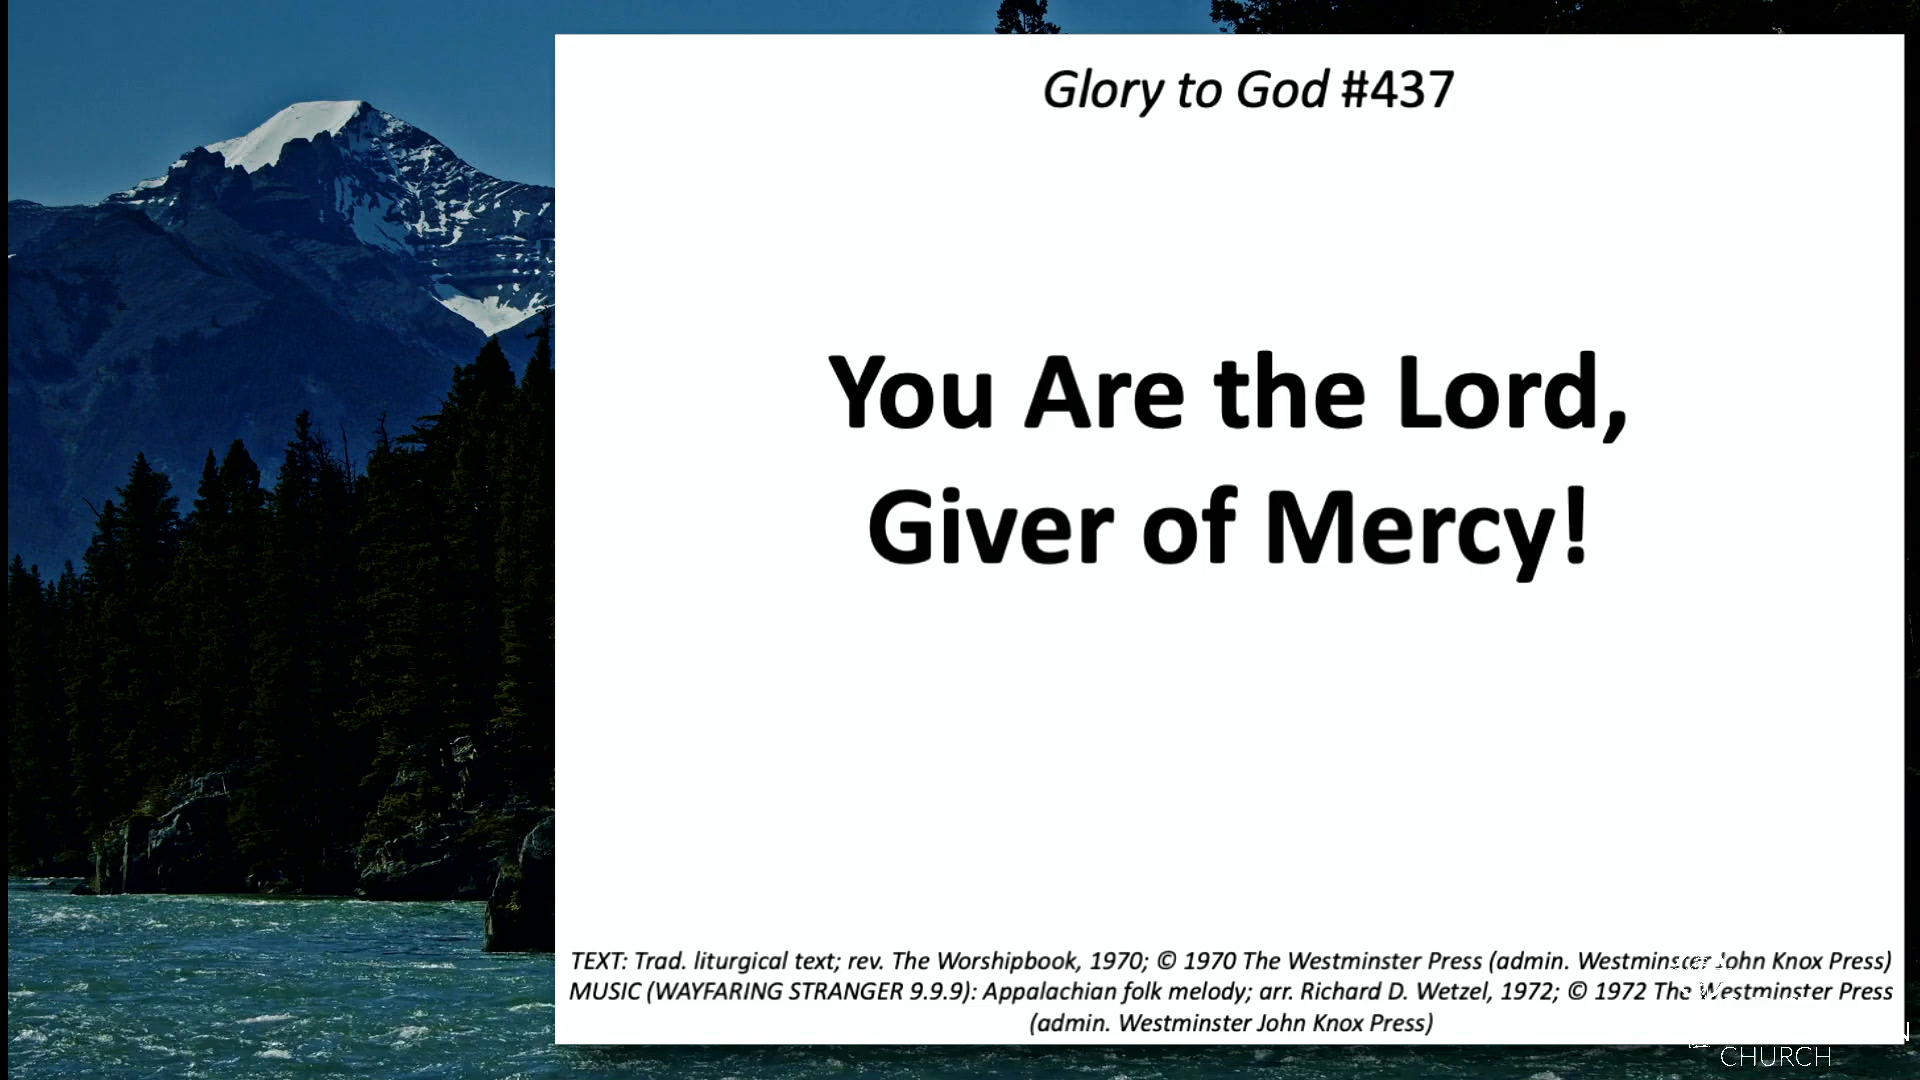 Glory to God #437
You Are the Lord,
Giver of Mercy!
TEXT: Trad. liturgical text; rev. The Worshipbook, 1970; © 1970 The Westminster Press (admin. Westminster John Knox Press)
MUSIC (WAYFARING STRANGER 9.9.9): Appalachian folk melody; arr. Richard D. Wetzel, 1972; © 1972 The Westminster Press
(admin. Westminster John Knox Press)
CHURCH